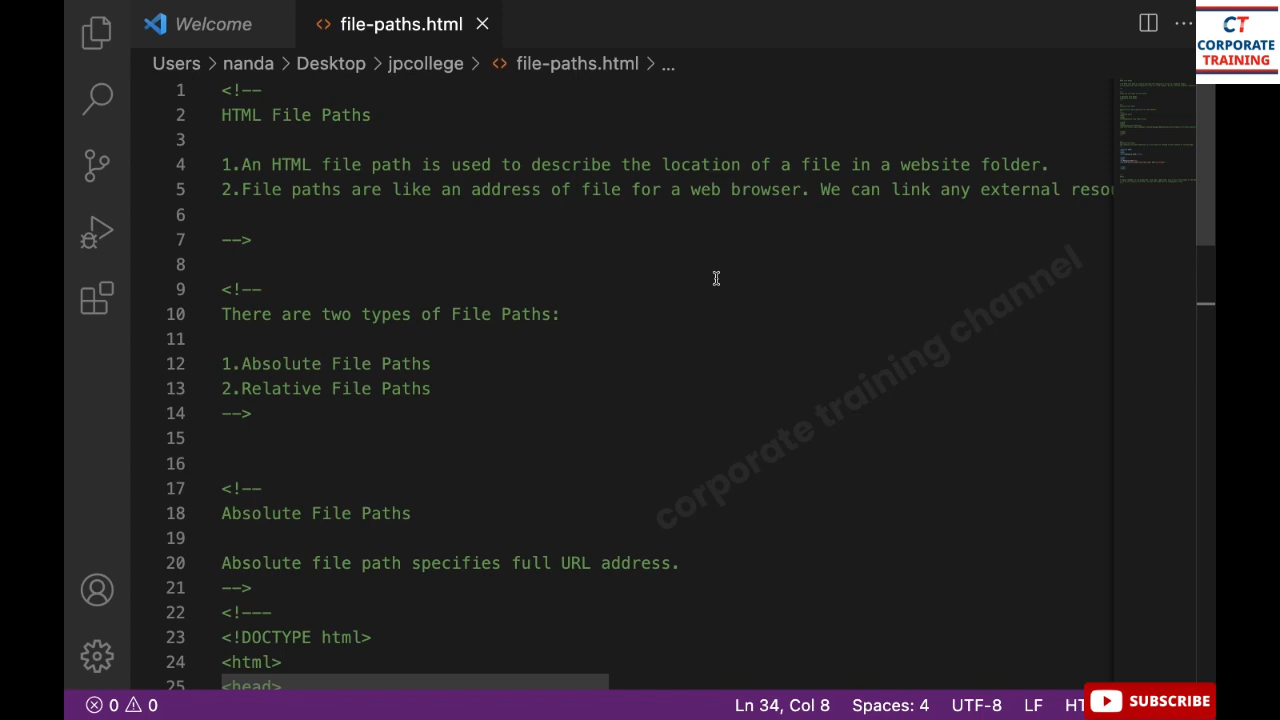 Welcome
<> file-paths.html ×
CT
CORPORATE
TRAINING
Users > nanda > Desktop > jpcollege > <> file-paths.html > ...
1 <!--
2 HTML File Paths
3
4 1.An HTML file path is used to describe the location of a file in a website folder.
5 2.File paths are like an address of file for a web browser. We can link any external resou
6
7 -->
8
9 <!--
10 There are two types of File Paths:
11
12 1.Absolute File Paths
13 2.Relative File Paths
14 -->
15
16
17 <!--
18 Absolute File Paths
19
20 Absolute file path specifies full URL address.
21 -->
22 <!---
23 <!DOCTYPE html>
24 <html>
25 <head>
corporate training channel
0 0 Ln 34, Col 8 Spaces: 4 UTF-8 LF HT
SUBSCRIBE